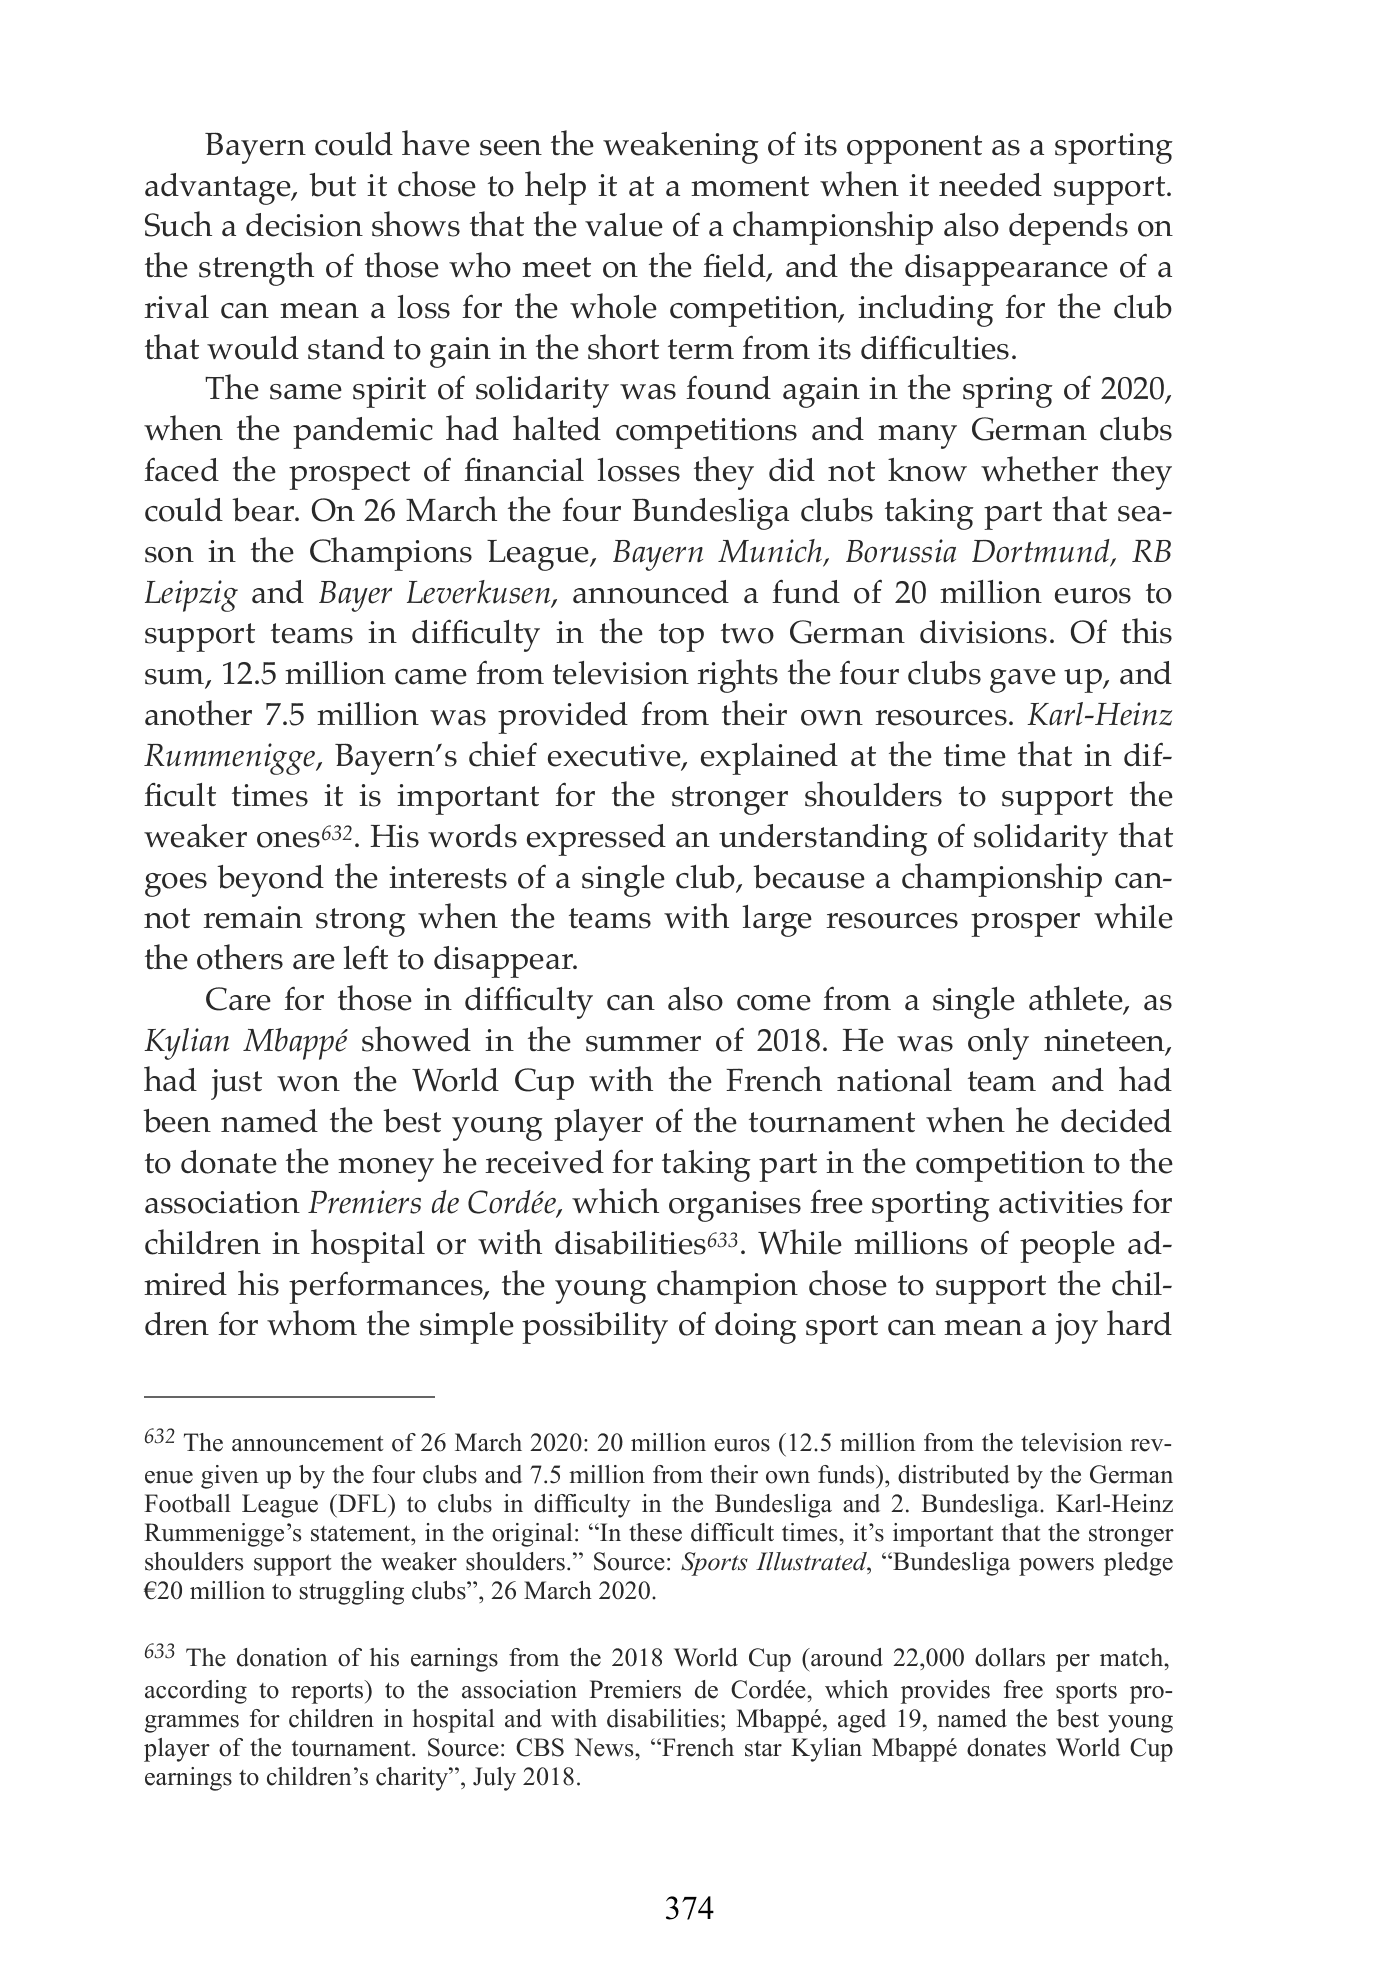 Bayern could have seen the weakening of its opponent as a sporting
advantage, but it chose to help it at a moment when it needed support.
Such a decision shows that the value of a championship also depends on
the strength of those who meet on the field, and the disappearance of a
rival can mean a loss for the whole competition, including for the club
that would stand to gain in the short term from its difficulties.
The same spirit of solidarity was found again in the spring of 2020,
when the pandemic had halted competitions and many German clubs
faced the prospect of financial losses they did not know whether they
could bear. On 26 March the four Bundesliga clubs taking part that sea-
son in the Champions League, Bayern Munich, Borussia Dortmund, RB
Leipzig and Bayer Leverkusen, announced a fund of 20 million euros to
support teams in difficulty in the top two German divisions. Of this
sum, 12.5 million came from television rights the four clubs gave up, and
another 7.5 million was provided from their own resources. Karl-Heinz
Rummenigge, Bayern’s chief executive, explained at the time that in dif-
ficult times it is important for the stronger shoulders to support the
weaker ones632. His words expressed an understanding of solidarity that
goes beyond the interests of a single club, because a championship can-
not remain strong when the teams with large resources prosper while
the others are left to disappear.
Care for those in difficulty can also come from a single athlete, as
Kylian Mbappé showed in the summer of 2018. He was only nineteen,
had just won the World Cup with the French national team and had
been named the best young player of the tournament when he decided
to donate the money he received for taking part in the competition to the
association Premiers de Cordée, which organises free sporting activities for
children in hospital or with disabilities633. While millions of people ad-
mired his performances, the young champion chose to support the chil-
dren for whom the simple possibility of doing sport can mean a joy hard
632 The announcement of 26 March 2020: 20 million euros (12.5 million from the television rev-
enue given up by the four clubs and 7.5 million from their own funds), distributed by the German
Football League (DFL) to clubs in difficulty in the Bundesliga and 2. Bundesliga. Karl-Heinz
Rummenigge’s statement, in the original: “In these difficult times, it’s important that the stronger
shoulders support the weaker shoulders.” Source: Sports Illustrated, “Bundesliga powers pledge
€20 million to struggling clubs”, 26 March 2020.
633 The donation of his earnings from the 2018 World Cup (around 22,000 dollars per match,
according to reports) to the association Premiers de Cordée, which provides free sports pro-
grammes for children in hospital and with disabilities; Mbappé, aged 19, named the best young
player of the tournament. Source: CBS News, “French star Kylian Mbappé donates World Cup
earnings to children’s charity”, July 2018.
374